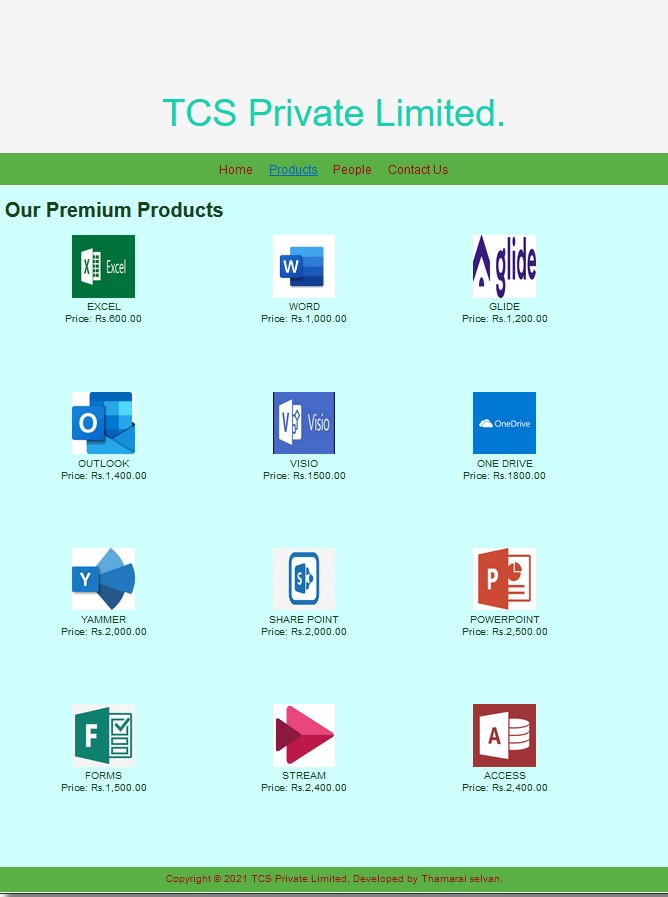 TCS Private Limited.
Home Products People Contact Us
Our Premium Products
X Excel W glide
EXCEL WORD GLIDE
Price: Rs.600.00 Price: Rs.1,000.00 Price: Rs.1,200.00
O V Visio OneDrive
OUTLOOK VISIO ONE DRIVE
Price: Rs.1,400.00 Price: Rs.1500.00 Price: Rs.1800.00
Y S P
YAMMER SHARE POINT POWERPOINT
Price: Rs.2,000.00 Price: Rs.2,000.00 Price: Rs.2,500.00
F A
FORMS STREAM ACCESS
Price: Rs.1,500.00 Price: Rs.2,400.00 Price: Rs.2,400.00
Copyright © 2021 TCS Private Limited, Developed by Thamarai selvan.